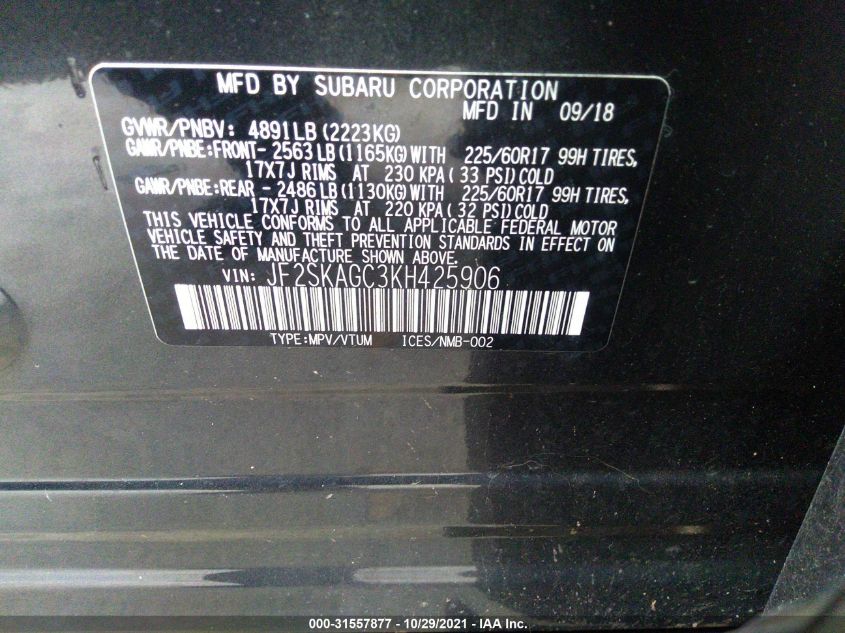 MFD BY SUBARU CORPORATION
MFD IN 09/18
GVWR/PNBV: 4891LB (2223KG)
GAWR/PNBE:FRONT- 2563 LB (1165KG) WITH 225/60R17 99H TIRES,
17X7J RIMS AT 230 KPA ( 33 PSI) COLD
GAWR/PNBE:REAR - 2486 LB (1130KG) WITH 225/60R17 99H TIRES,
17X7J RIMS AT 220 KPA ( 32 PSI) COLD
THIS VEHICLE CONFORMS TO ALL APPLICABLE FEDERAL MOTOR
VEHICLE SAFETY AND THEFT PREVENTION STANDARDS IN EFFECT ON
THE DATE OF MANUFACTURE SHOWN ABOVE.
VIN: JF2SKAGC3KH425906
TYPE:MPV/VTUM ICES/NMB-002
000-31557877 - 10/29/2021 - IAA Inc.